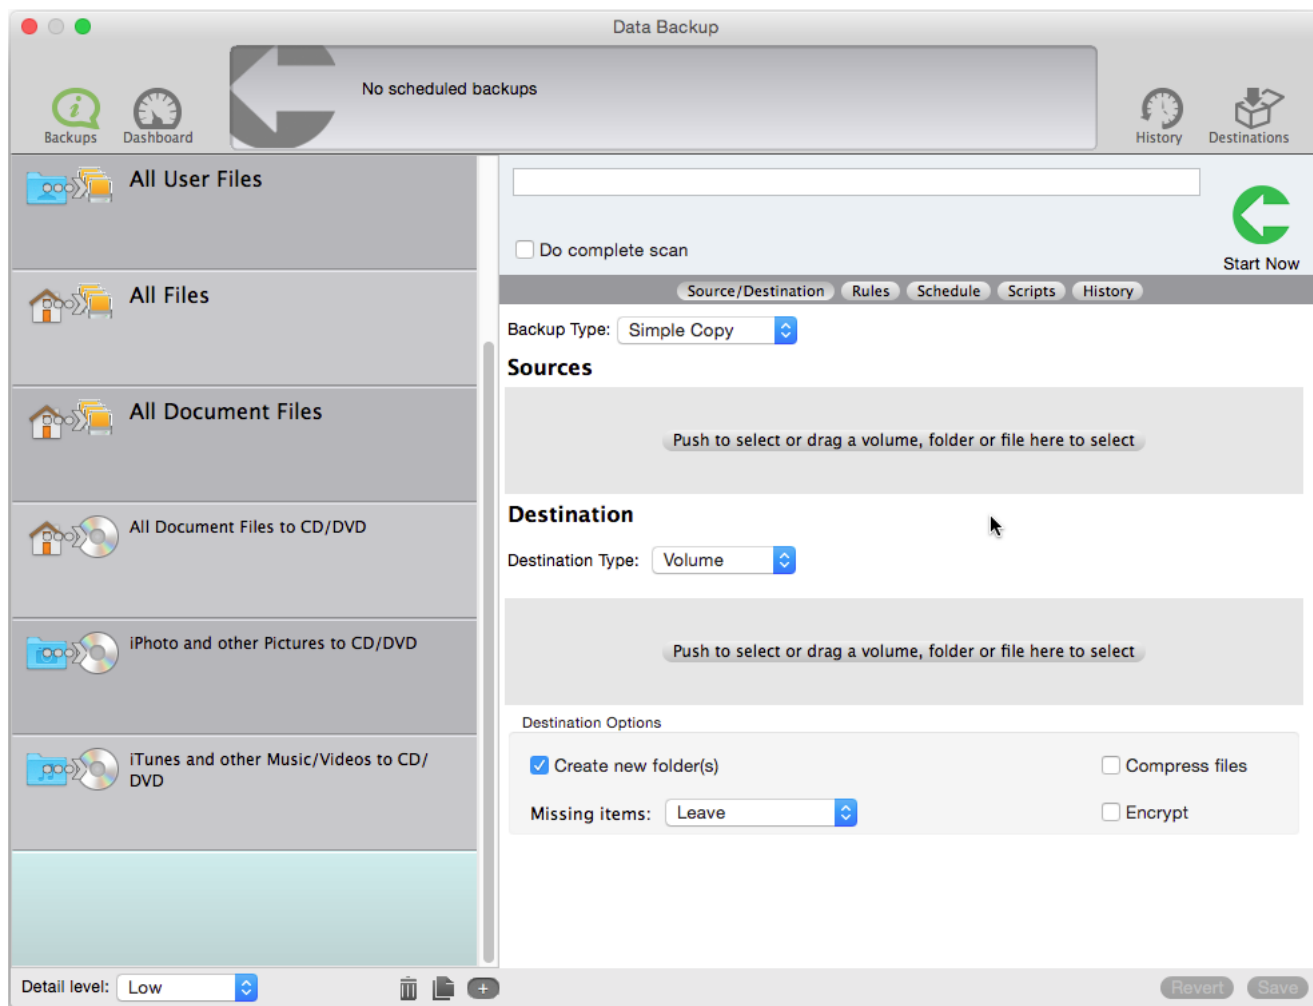 Data Backup
Backups
Dashboard
No scheduled backups
History
Destinations
All User Files
All Files
All Document Files
All Document Files to CD/DVD
iPhoto and other Pictures to CD/DVD
iTunes and other Music/Videos to CD/
DVD
Detail level: Low
Do complete scan
Start Now
Source/Destination Rules Schedule Scripts History
Backup Type: Simple Copy
Sources
Push to select or drag a volume, folder or file here to select
Destination
Destination Type: Volume
Push to select or drag a volume, folder or file here to select
Destination Options
Create new folder(s)
Compress files
Missing items: Leave
Encrypt
Revert
Save